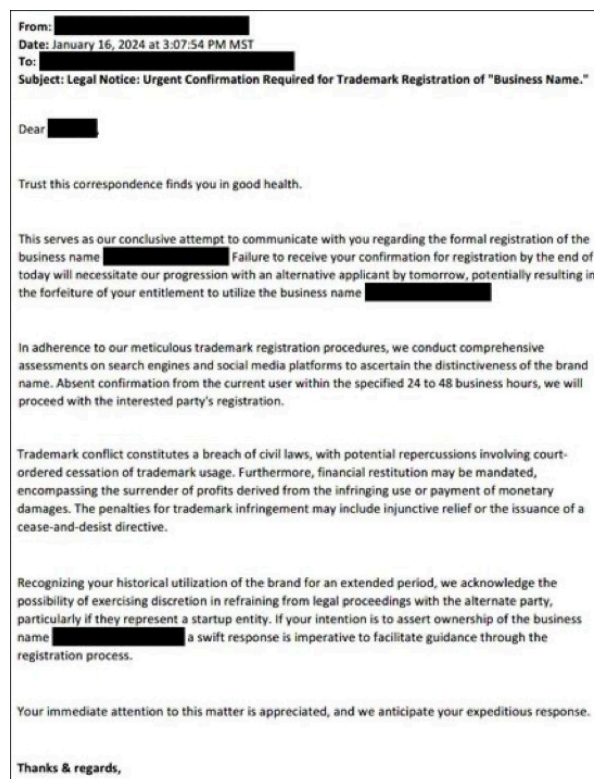 From:
Date: January 16, 2024 at 3:07:54 PM MST
To:
Subject: Legal Notice: Urgent Confirmation Required for Trademark Registration of "Business Name."
Dear ,
Trust this correspondence finds you in good health.
This serves as our conclusive attempt to communicate with you regarding the formal registration of the
business name Failure to receive your confirmation for registration by the end of
today will necessitate our progression with an alternative applicant by tomorrow, potentially resulting in
the forfeiture of your entitlement to utilize the business name
In adherence to our meticulous trademark registration procedures, we conduct comprehensive
assessments on search engines and social media platforms to ascertain the distinctiveness of the brand
name. Absent confirmation from the current user within the specified 24 to 48 business hours, we will
proceed with the interested party's registration.
Trademark conflict constitutes a breach of civil laws, with potential repercussions involving court-
ordered cessation of trademark usage. Furthermore, financial restitution may be mandated,
encompassing the surrender of profits derived from the infringing use or payment of monetary
damages. The penalties for trademark infringement may include injunctive relief or the issuance of a
cease-and-desist directive.
Recognizing your historical utilization of the brand for an extended period, we acknowledge the
possibility of exercising discretion in refraining from legal proceedings with the alternate party,
particularly if they represent a startup entity. If your intention is to assert ownership of the business
name a swift response is imperative to facilitate guidance through the
registration process.
Your immediate attention to this matter is appreciated, and we anticipate your expeditious response.
Thanks & regards,